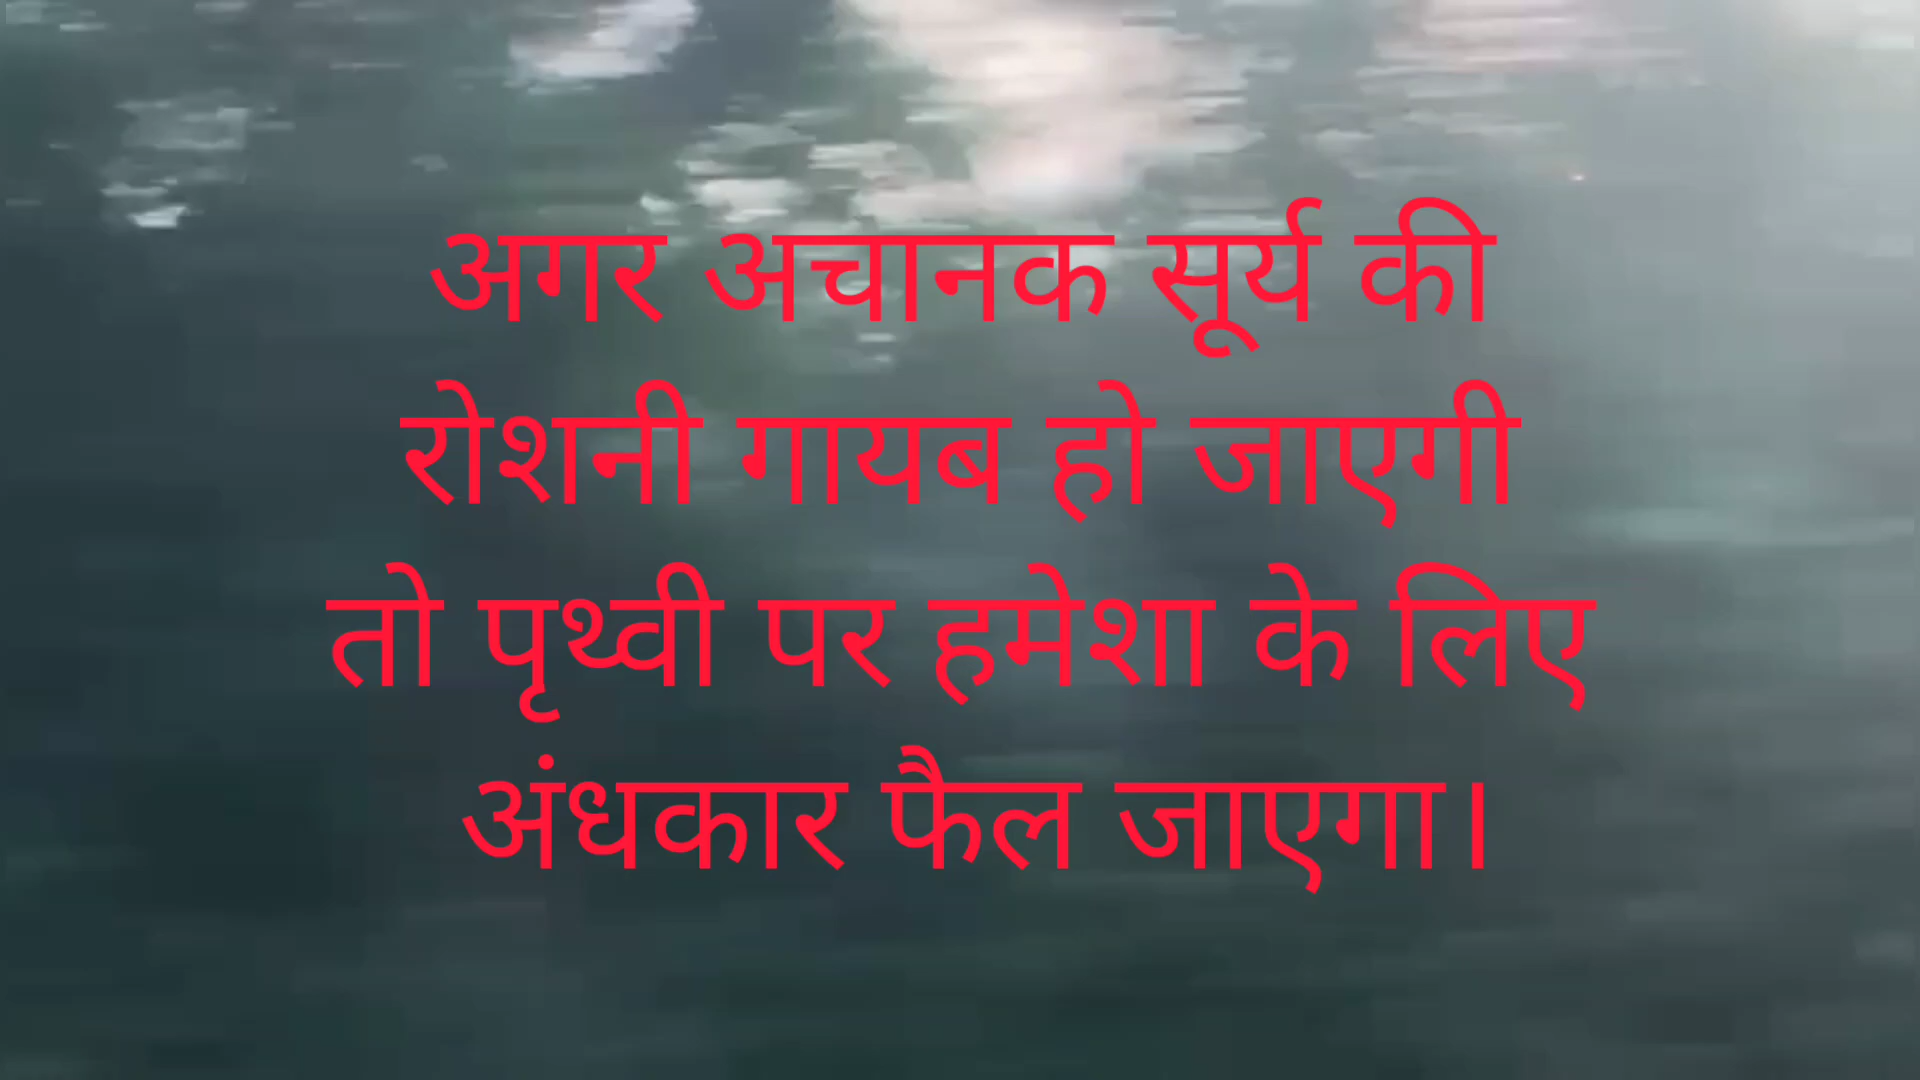 अगर अचानक सूर्य की
रोशनी गायब हो जाएगी
तो पृथ्वी पर हमेशा के लिए
अंधकार फैल जाएगा।